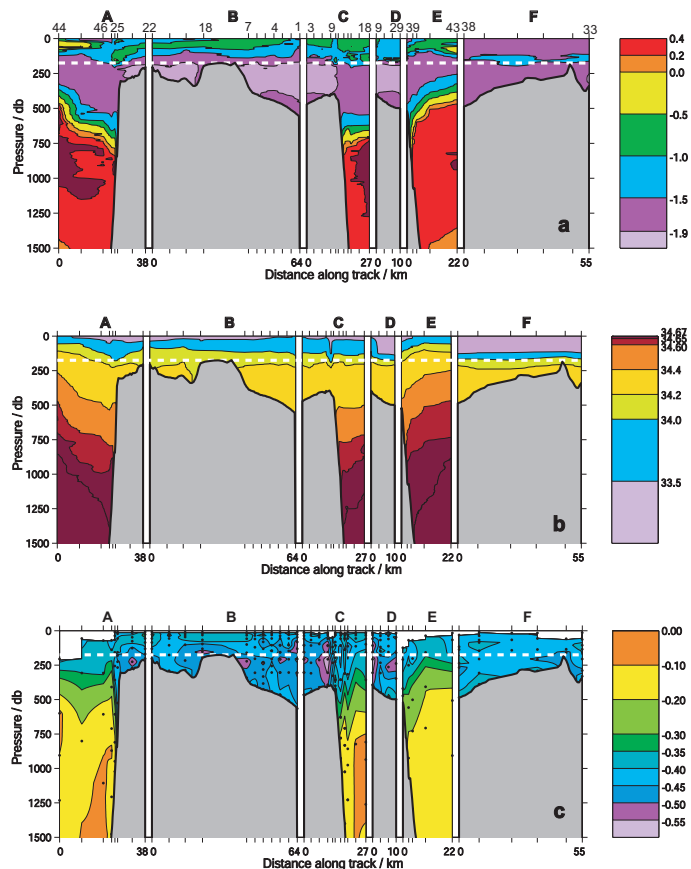 A B C D E F
44 46 25 22 18 7 4 1 3 9 18 9 29 39 43 38 33
0
250
500
750
1000
1250
1500
Pressure / db
0 38 0 64 0 27 0 0 22 0 55
Distance along track / km
a
0.4
0.2
0.0
-0.5
-1.0
-1.5
-1.9
A B C D E F
0
250
500
750
1000
1250
1500
Pressure / db
0 38 0 64 0 27 0 10 0 22 0 55
Distance along track / km
b
34.67
34.65
34.60
34.4
34.2
34.0
33.5
A B C D E F
0
250
500
750
1000
1250
1500
Pressure / db
0 38 0 64 0 27 0 10 0 22 0 55
Distance along track / km
c
0.00
-0.10
-0.20
-0.30
-0.35
-0.40
-0.45
-0.50
-0.55